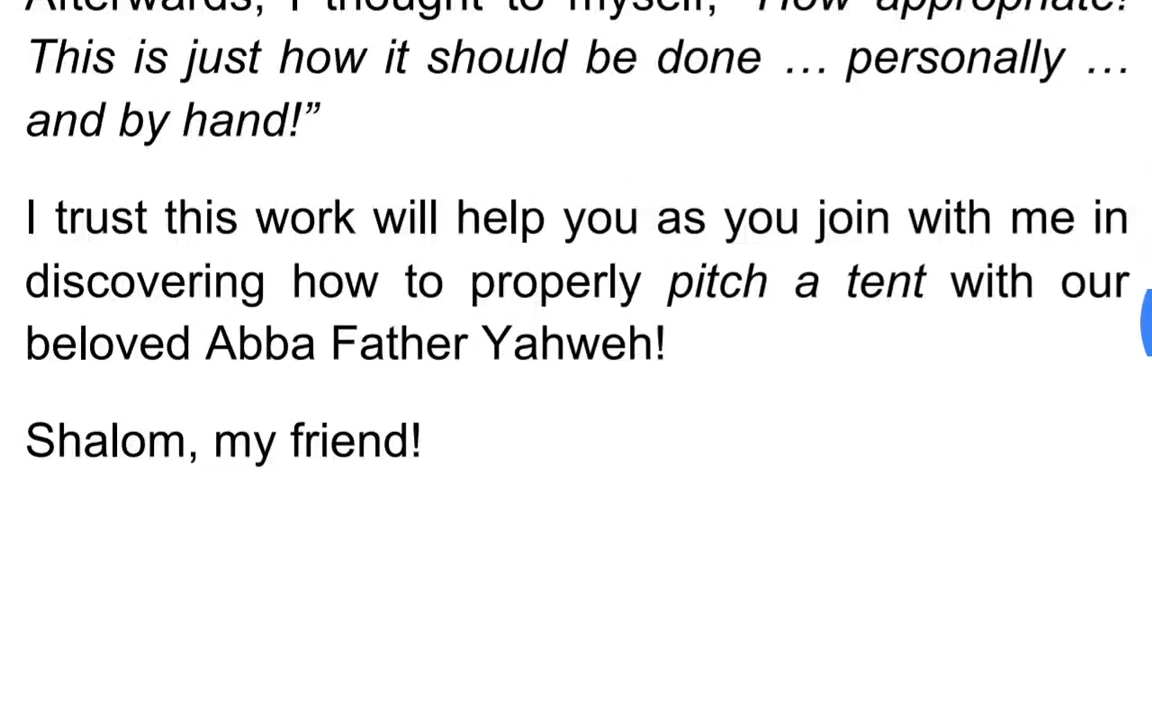 Afterwards, I thought to myself, “How appropriate!
This is just how it should be done … personally …
and by hand!”
I trust this work will help you as you join with me in
discovering how to properly pitch a tent with our
beloved Abba Father Yahweh!
Shalom, my friend!